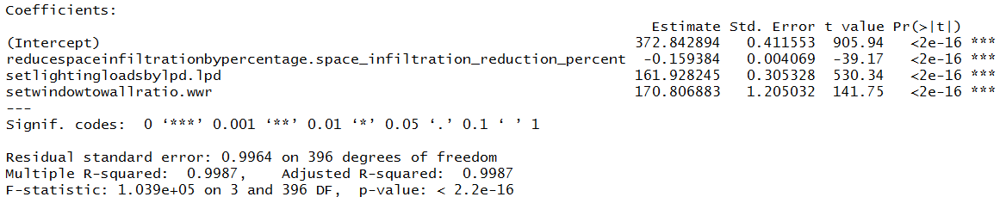 Coefficients:
Estimate Std. Error t value Pr(>|t|)
(Intercept) 372.842894 0.411553 905.94 <2e-16 ***
reducespaceinfiltrationbypercentage.space_infiltration_reduction_percent -0.159384 0.004069 -39.17 <2e-16 ***
setlightingloadsbylpd.lpd 161.928245 0.305328 530.34 <2e-16 ***
setwindowtowallratio.wwr 170.806883 1.205032 141.75 <2e-16 ***
---
Signif. codes: 0 ‘***’ 0.001 ‘**’ 0.01 ‘*’ 0.05 ‘.’ 0.1 ‘ ’ 1
Residual standard error: 0.9964 on 396 degrees of freedom
Multiple R-squared: 0.9987, Adjusted R-squared: 0.9987
F-statistic: 1.039e+05 on 3 and 396 DF, p-value: < 2.2e-16